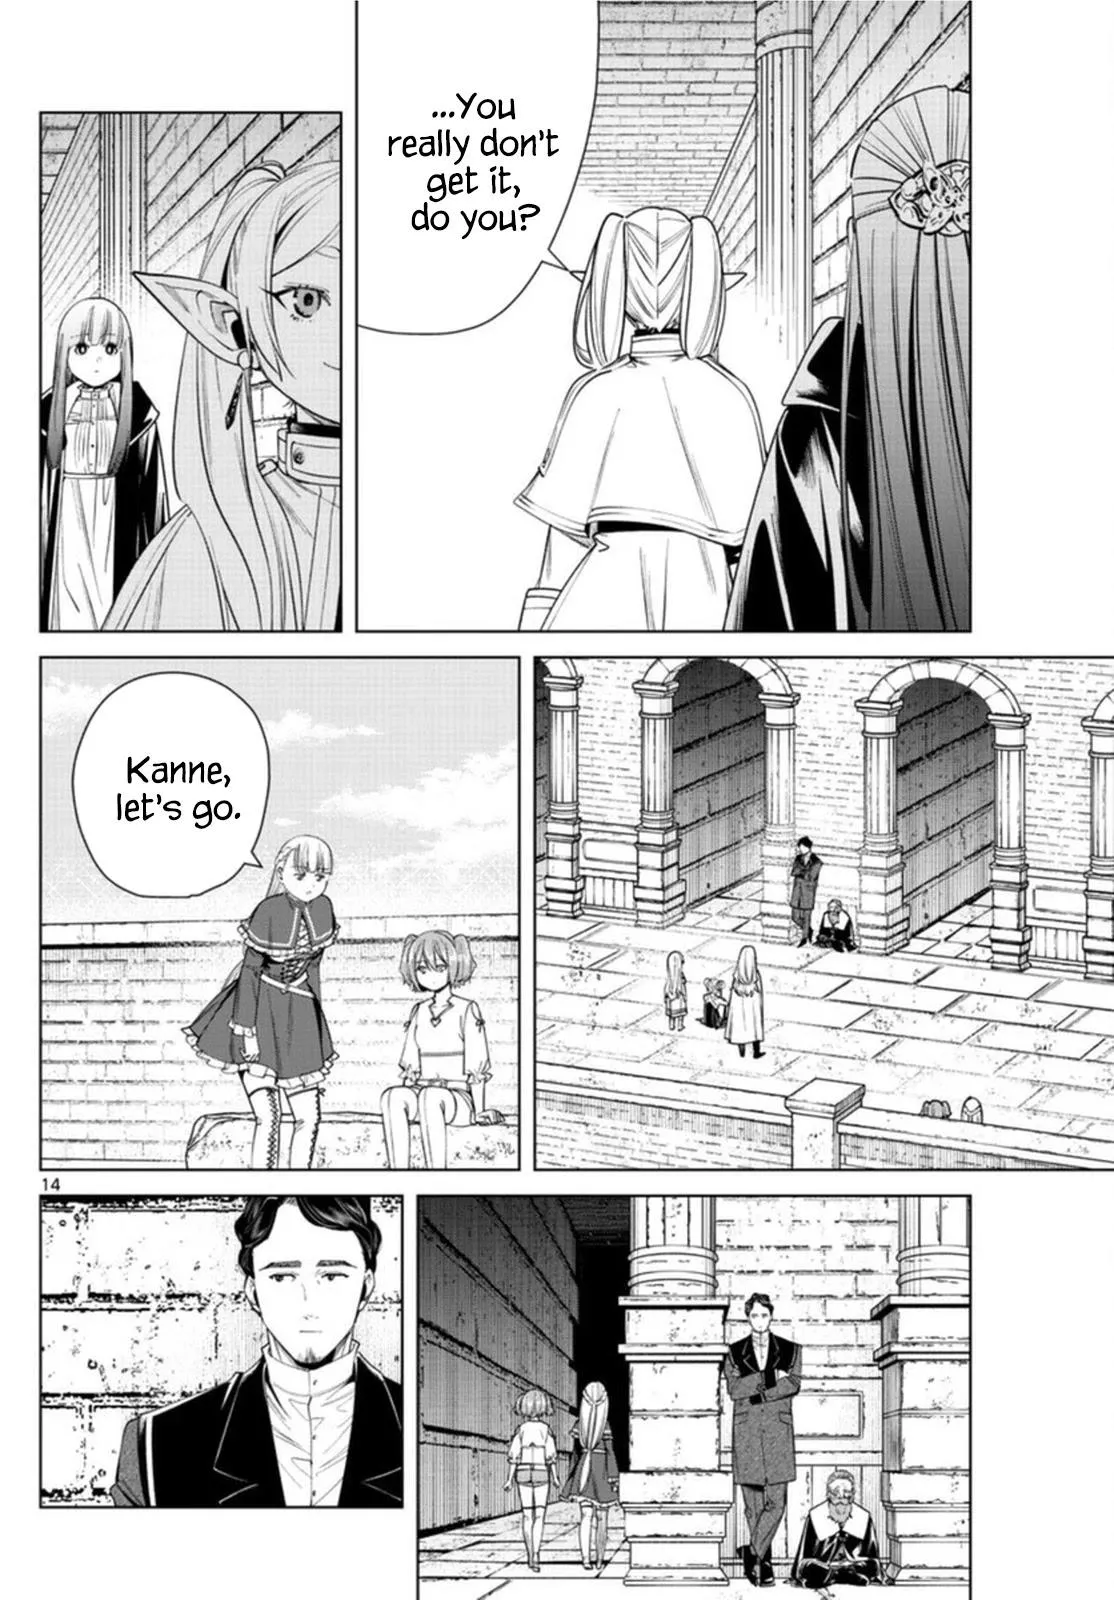 ...You
really don't
get it,
do you?
Kanne,
let's go.
14